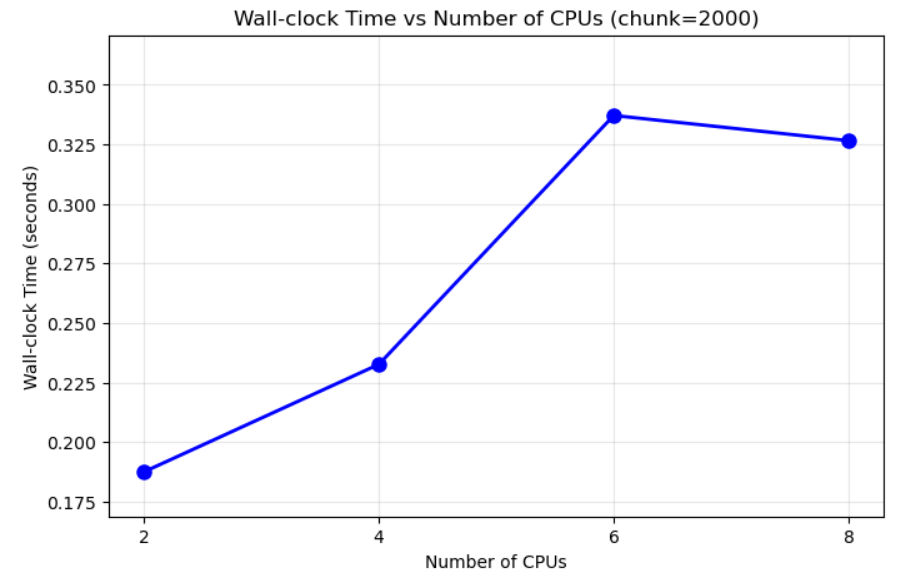 Wall-clock Time vs Number of CPUs (chunk=2000)
Wall-clock Time (seconds)
0.350
0.325
0.300
0.275
0.250
0.225
0.200
0.175
2 4 6 8
Number of CPUs